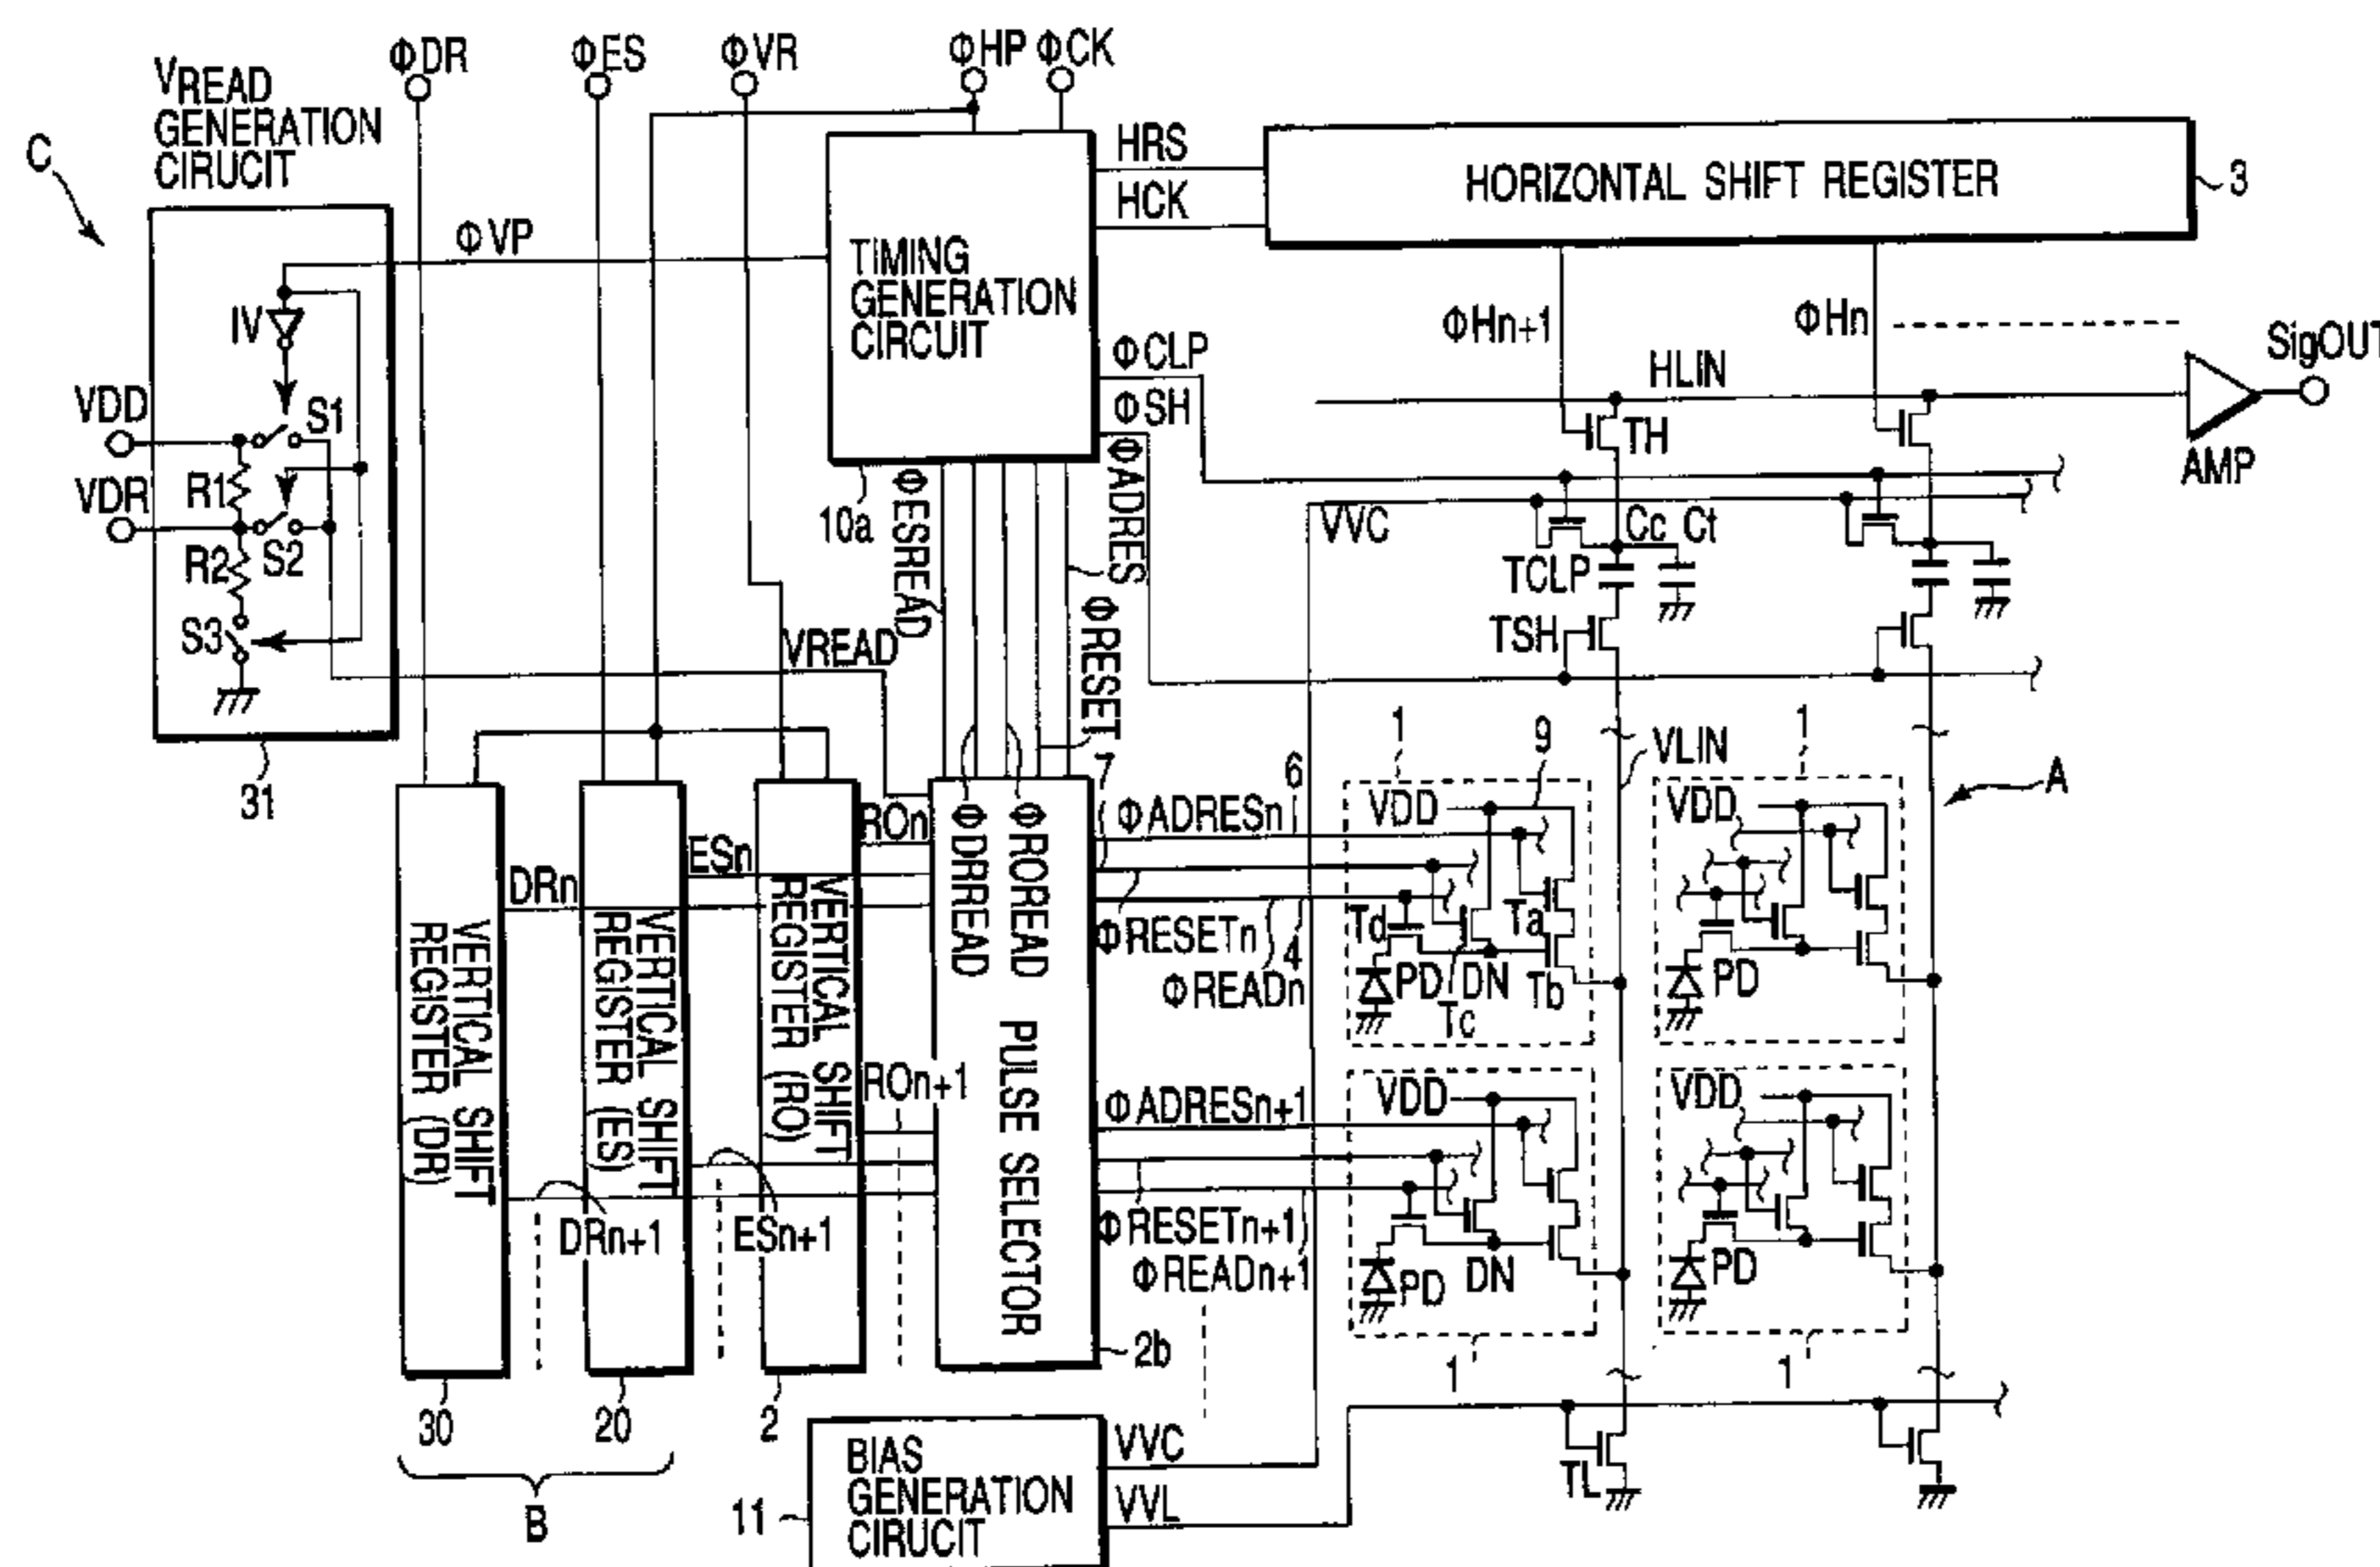 ΦDR
ΦES
ΦVR
ΦHP
ΦCK
VREAD
GENERATION
CIRUCIT
C
ΦVP
IV
VDD
S1
R1
VDR
S2
R2
S3
31
TIMING
GENERATION
CIRCUIT
10a
HRS
HCK
HORIZONTAL SHIFT REGISTER
3
ΦHn+1
ΦHn
ΦCLP
ΦSH
ΦADRES
ΦESREAD
ΦRESET
HLIN
SigOUT
AMP
TH
VVC
Cc
Ct
TCLP
TSH
VREAD
1
9
VLIN
1
A
7
6
ROn
ESn
DRn
ΦDRREAD
ΦROREAD
ΦADRESn
ΦRESETn
4
ΦREADn
VDD
Td
Ta
PD
DN
Tb
Tc
VDD
PD
VERTICAL SHIFT
REGISTER (DR)
VERTICAL SHIFT
REGISTER (ES)
VERTICAL SHIFT
REGISTER (RO)
PULSE SELECTOR
ROn+1
DRn+1
ESn+1
ΦADRESn+1
ΦRESETn+1
ΦREADn+1
VDD
PD
DN
VDD
PD
1
1
30
20
2
2b
B
BIAS
GENERATION
CIRUCIT
11
VVC
VVL
TL